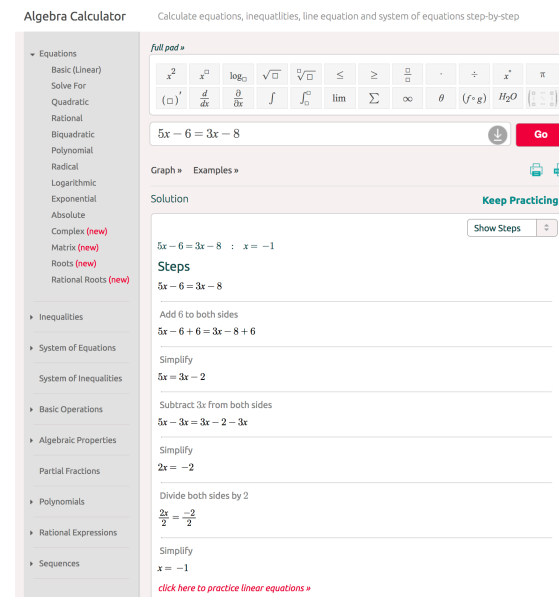 Algebra Calculator
Calculate equations, inequatlities, line equation and system of equations step-by-step
Equations
Basic (Linear)
Solve For
Quadratic
Rational
Biquadratic
Polynomial
Radical
Logarithmic
Exponential
Absolute
Complex (new)
Matrix (new)
Roots (new)
Rational Roots (new)
Inequalities
System of Equations
System of Inequalities
Basic Operations
Algebraic Properties
Partial Fractions
Polynomials
Rational Expressions
Sequences
full pad »
x² x^□ log□ √□ ⁿ√□ ≤ ≥ □/□ · ÷ x° π
(□)′ d/dx ∂/∂x ∫ ∫□^□ lim ∑ ∞ θ (f∘g) H₂O
5x − 6 = 3x − 8
Go
Graph » Examples »
Solution
Keep Practicing
Show Steps
5x − 6 = 3x − 8 : x = −1
Steps
5x − 6 = 3x − 8
Add 6 to both sides
5x − 6 + 6 = 3x − 8 + 6
Simplify
5x = 3x − 2
Subtract 3x from both sides
5x − 3x = 3x − 2 − 3x
Simplify
2x = −2
Divide both sides by 2
2x/2 = −2/2
Simplify
x = −1
click here to practice linear equations »